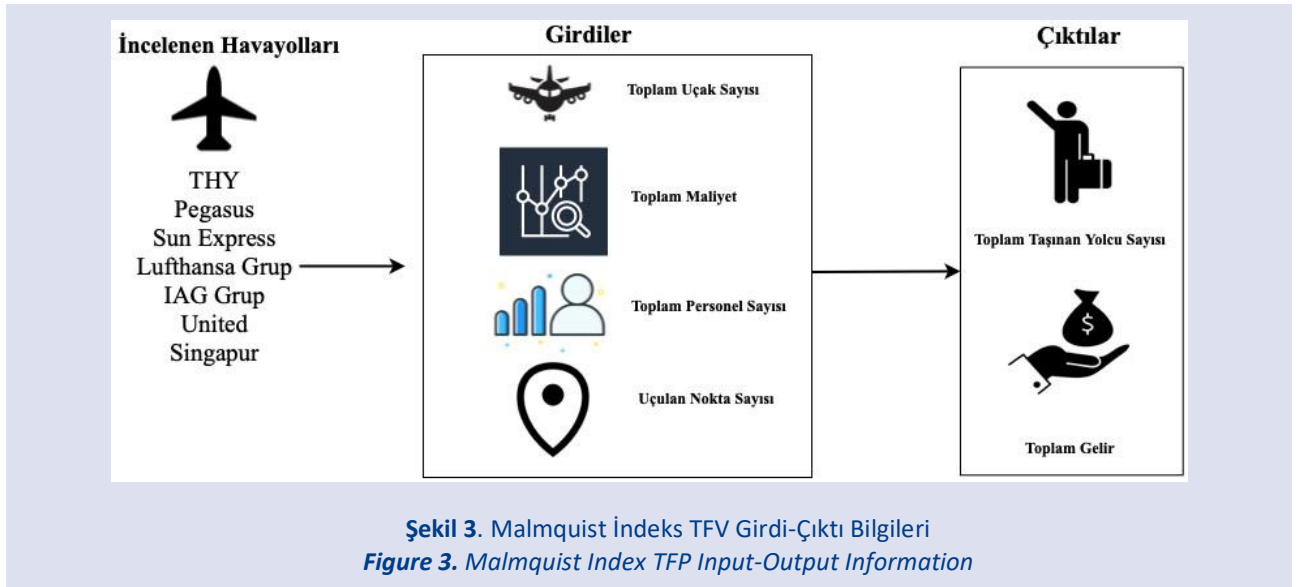 İncelenen Havayolları
THY
Pegasus
Sun Express
Lufthansa Grup
IAG Grup
United
Singapur
Girdiler
Toplam Uçak Sayısı
Toplam Maliyet
Toplam Personel Sayısı
Uçulan Nokta Sayısı
Çıktılar
Toplam Taşınan Yolcu Sayısı
$
Toplam Gelir
Şekil 3. Malmquist İndeks TFV Girdi-Çıktı Bilgileri
Figure 3. Malmquist Index TFP Input-Output Information